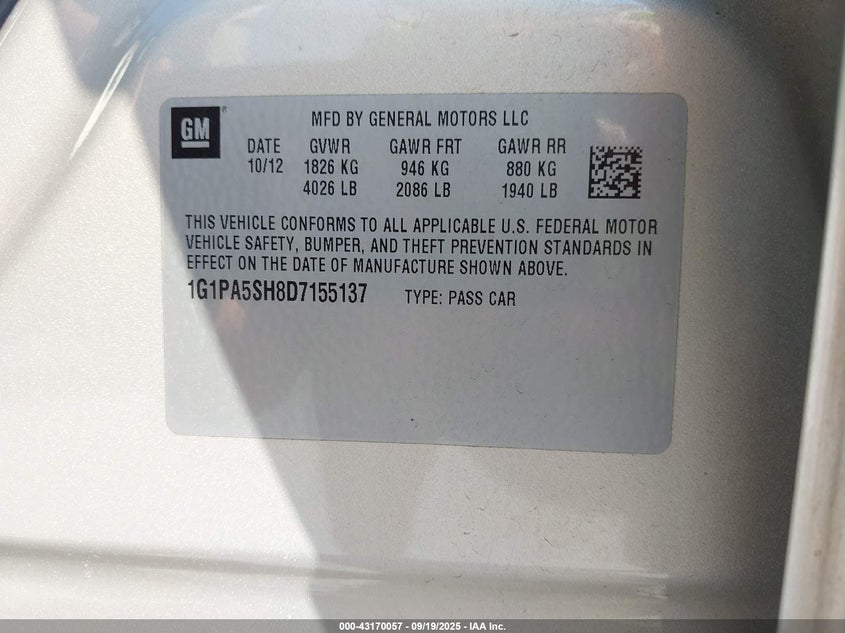 GM®
MFD BY GENERAL MOTORS LLC
DATE GVWR GAWR FRT GAWR RR
10/12 1826 KG 946 KG 880 KG
4026 LB 2086 LB 1940 LB
THIS VEHICLE CONFORMS TO ALL APPLICABLE U.S. FEDERAL MOTOR
VEHICLE SAFETY, BUMPER, AND THEFT PREVENTION STANDARDS IN
EFFECT ON THE DATE OF MANUFACTURE SHOWN ABOVE.
1G1PA5SH8D7155137 TYPE: PASS CAR
000-43170057 - 09/19/2025 - IAA Inc.